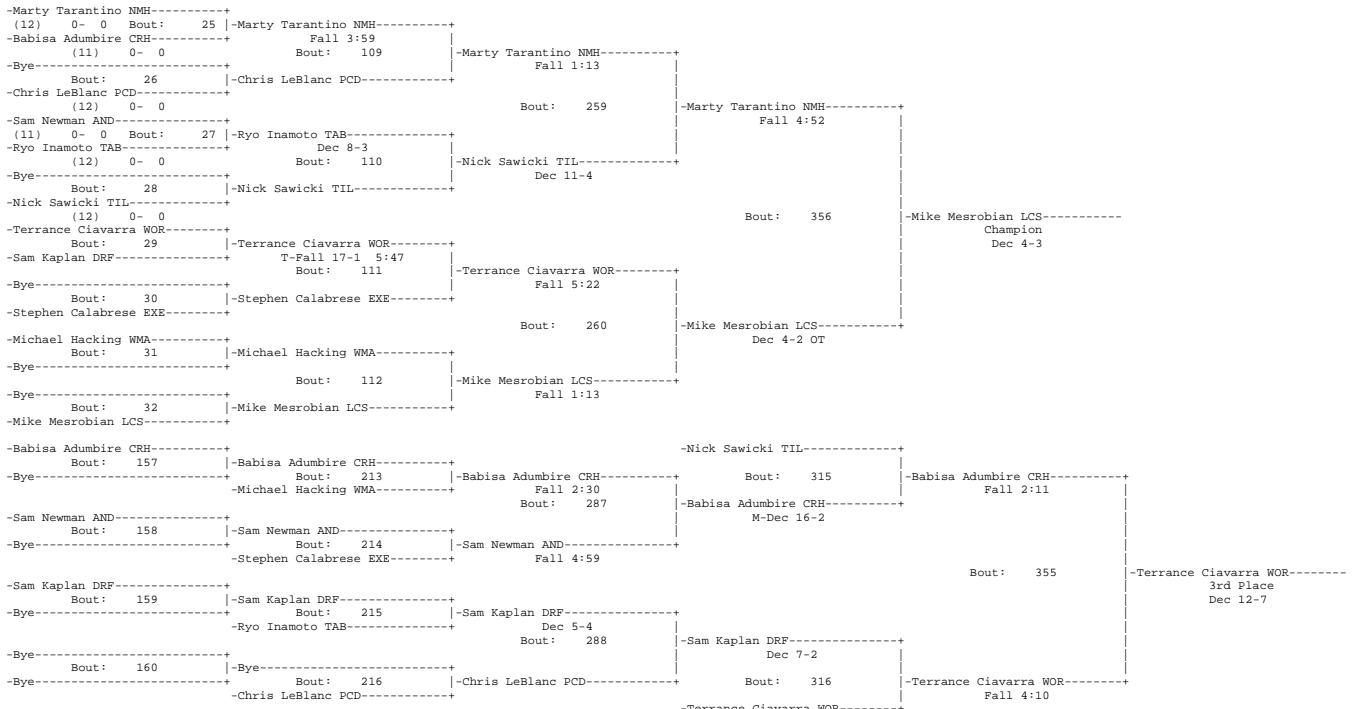 -Marty Tarantino NMH----------+
(12) 0- 0 Bout: 25 |-Marty Tarantino NMH----------+
-Babisa Adumbire CRH----------+ Fall 3:59 |
(11) 0- 0 Bout: 109 |-Marty Tarantino NMH----------+
-Bye--------------------------+ | Fall 1:13 |
Bout: 26 |-Chris LeBlanc PCD------------+ |
-Chris LeBlanc PCD------------+ |
(12) 0- 0 Bout: 259 |-Marty Tarantino NMH----------+
-Sam Newman AND---------------+ | Fall 4:52 |
(11) 0- 0 Bout: 27 |-Ryo Inamoto TAB--------------+ | |
-Ryo Inamoto TAB--------------+ Dec 8-3 | | |
(12) 0- 0 Bout: 110 |-Nick Sawicki TIL-------------+ |
-Bye--------------------------+ | Dec 11-4 |
Bout: 28 |-Nick Sawicki TIL-------------+ |
-Nick Sawicki TIL-------------+ |
(12) 0- 0 Bout: 356 |-Mike Mesrobian LCS-----------
-Terrance Ciavarra WOR--------+ | Champion
Bout: 29 |-Terrance Ciavarra WOR--------+ | Dec 4-3
-Sam Kaplan DRF---------------+ T-Fall 17-1 5:47 | |
Bout: 111 |-Terrance Ciavarra WOR--------+ |
-Bye--------------------------+ | Fall 5:22 | |
Bout: 30 |-Stephen Calabrese EXE--------+ | |
-Stephen Calabrese EXE--------+ | |
Bout: 260 |-Mike Mesrobian LCS-----------+
-Michael Hacking WMA----------+ | Dec 4-2 OT
Bout: 31 |-Michael Hacking WMA----------+ |
-Bye--------------------------+ | |
Bout: 112 |-Mike Mesrobian LCS-----------+
-Bye--------------------------+ | Fall 1:13
Bout: 32 |-Mike Mesrobian LCS-----------+
-Mike Mesrobian LCS-----------+
-Babisa Adumbire CRH----------+ -Nick Sawicki TIL-------------+
Bout: 157 |-Babisa Adumbire CRH----------+ |
-Bye--------------------------+ Bout: 213 |-Babisa Adumbire CRH----------+ Bout: 315 |-Babisa Adumbire CRH----------+
-Michael Hacking WMA----------+ Fall 2:30 | | Fall 2:11 |
Bout: 287 |-Babisa Adumbire CRH----------+ |
-Sam Newman AND---------------+ | M-Dec 16-2 |
Bout: 158 |-Sam Newman AND---------------+ | |
-Bye--------------------------+ Bout: 214 |-Sam Newman AND---------------+ |
-Stephen Calabrese EXE--------+ Fall 4:59 |
Bout: 355 |-Terrance Ciavarra WOR--------
-Sam Kaplan DRF---------------+ | 3rd Place
Bout: 159 |-Sam Kaplan DRF---------------+ | Dec 12-7
-Bye--------------------------+ Bout: 215 |-Sam Kaplan DRF---------------+ |
-Ryo Inamoto TAB--------------+ Dec 5-4 | |
Bout: 288 |-Sam Kaplan DRF---------------+ |
-Bye--------------------------+ | Dec 7-2 | |
Bout: 160 |-Bye--------------------------+ | | |
-Bye--------------------------+ Bout: 216 |-Chris LeBlanc PCD------------+ Bout: 316 |-Terrance Ciavarra WOR--------+
-Chris LeBlanc PCD------------+ | Fall 4:10
-Terrance Ciavarra WOR--------+